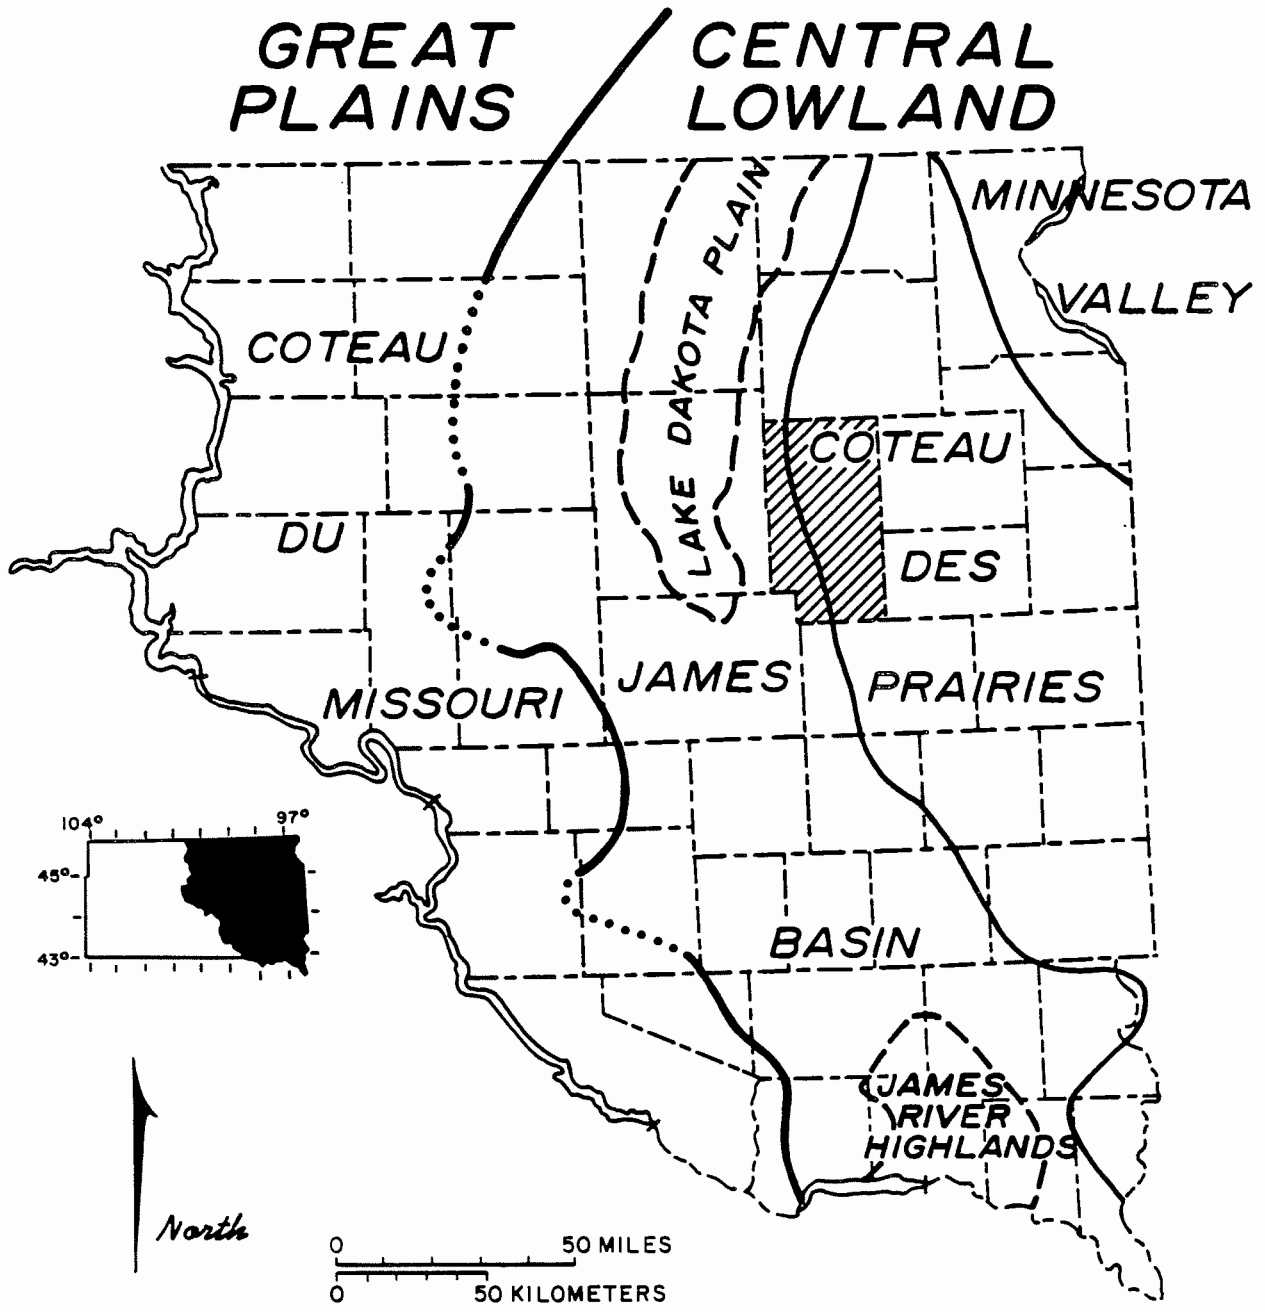 GREAT
PLAINS
CENTRAL
LOWLAND
MINNESOTA
VALLEY
LAKE DAKOTA PLAIN
COTEAU
DU
MISSOURI
COTEAU
DES
PRAIRIES
JAMES
BASIN
JAMES
RIVER
HIGHLANDS
104° 97°
45°
43°
North
0 50 MILES
0 50 KILOMETERS